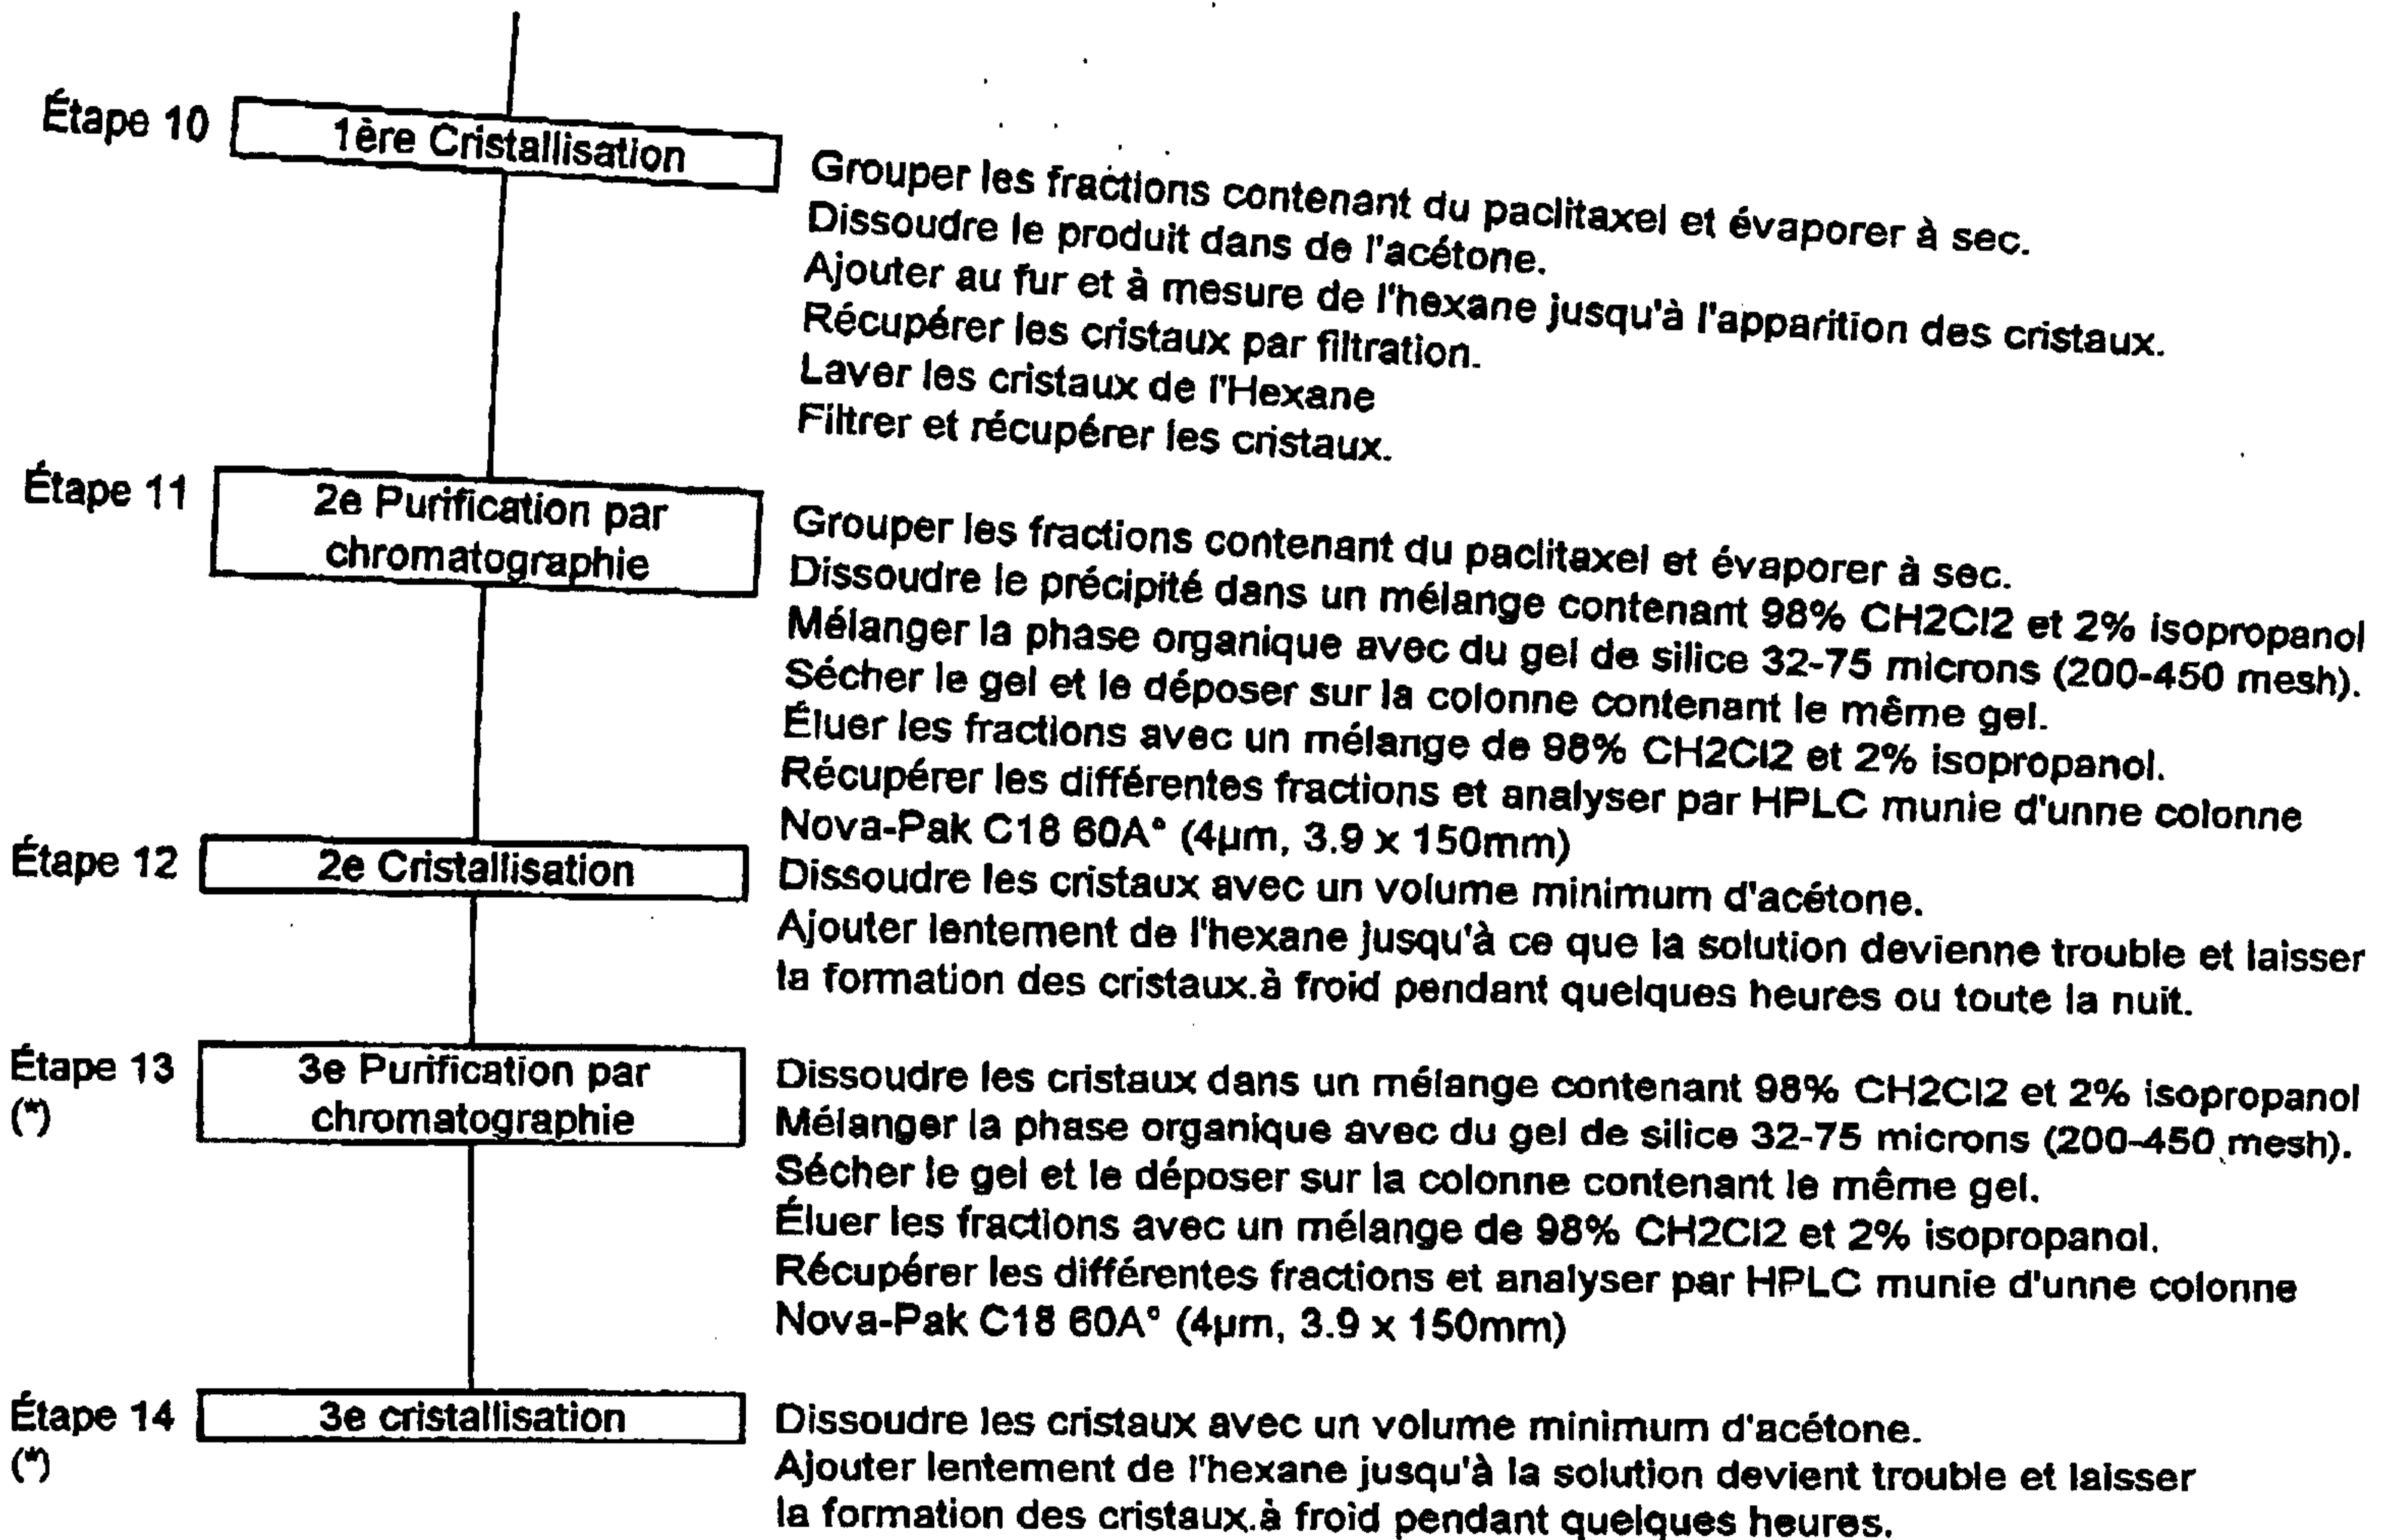 Étape 10
1ère Cristallisation
Grouper les fractions contenant du paclitaxel et évaporer à sec.
Dissoudre le produit dans de l'acétone.
Ajouter au fur et à mesure de l'hexane jusqu'à l'apparition des cristaux.
Récupérer les cristaux par filtration.
Laver les cristaux de l'Hexane
Filtrer et récupérer les cristaux.
Étape 11
2e Purification par
chromatographie
Grouper les fractions contenant du paclitaxel et évaporer à sec.
Dissoudre le précipité dans un mélange contenant 98% CH2Cl2 et 2% isopropanol
Mélanger la phase organique avec du gel de silice 32-75 microns (200-450 mesh).
Sécher le gel et le déposer sur la colonne contenant le même gel.
Éluer les fractions avec un mélange de 98% CH2Cl2 et 2% isopropanol.
Récupérer les différentes fractions et analyser par HPLC munie d'unne colonne
Nova-Pak C18 60A° (4µm, 3.9 x 150mm)
Étape 12
2e Cristallisation
Dissoudre les cristaux avec un volume minimum d'acétone.
Ajouter lentement de l'hexane jusqu'à ce que la solution devienne trouble et laisser
la formation des cristaux.à froid pendant quelques heures ou toute la nuit.
Étape 13
(*)
3e Purification par
chromatographie
Dissoudre les cristaux dans un mélange contenant 98% CH2Cl2 et 2% isopropanol
Mélanger la phase organique avec du gel de silice 32-75 microns (200-450 mesh).
Sécher le gel et le déposer sur la colonne contenant le même gel.
Éluer les fractions avec un mélange de 98% CH2Cl2 et 2% isopropanol.
Récupérer les différentes fractions et analyser par HPLC munie d'unne colonne
Nova-Pak C18 60A° (4µm, 3.9 x 150mm)
Étape 14
(*)
3e cristallisation
Dissoudre les cristaux avec un volume minimum d'acétone.
Ajouter lentement de l'hexane jusqu'à la solution devient trouble et laisser
la formation des cristaux.à froid pendant quelques heures.